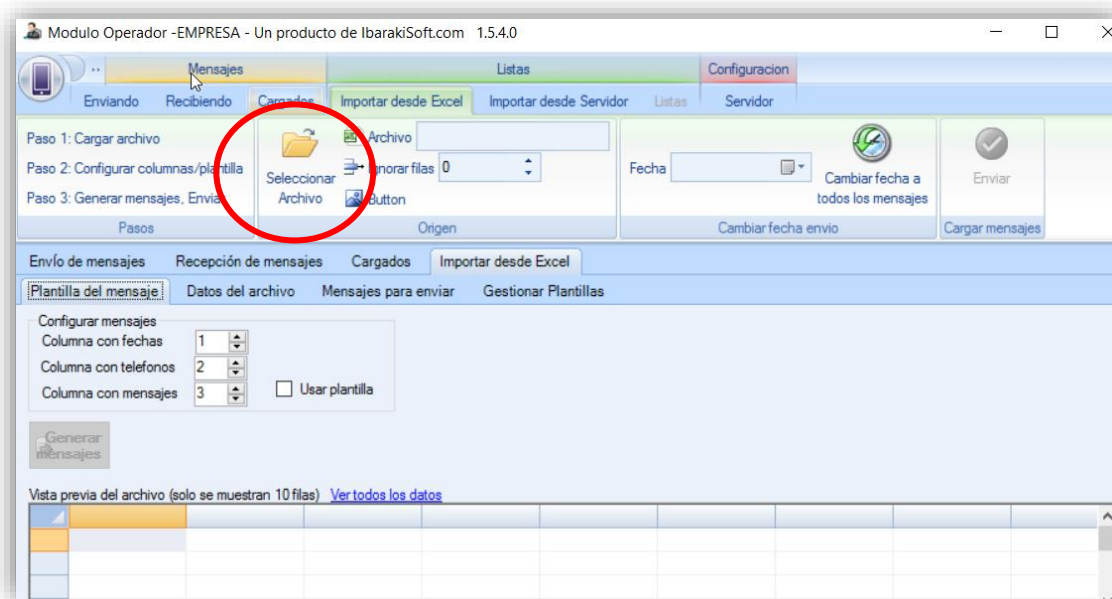 Modulo Operador -EMPRESA - Un producto de IbarakiSoft.com 1.5.4.0
Mensajes Listas Configuracion
Enviando Recibiendo Cargados Importar desde Excel Importar desde Servidor Listas Servidor
Paso 1: Cargar archivo
Paso 2: Configurar columnas/plantilla
Paso 3: Generar mensajes, Envia
Pasos
Seleccionar
Archivo
Archivo
Ignorar filas 0
Button
Origen
Fecha
Cambiar fecha a
todos los mensajes
Cambiar fecha envio
Enviar
Cargar mensajes
Envío de mensajes Recepción de mensajes Cargados Importar desde Excel
Plantilla del mensaje Datos del archivo Mensajes para enviar Gestionar Plantillas
Configurar mensajes
Columna con fechas 1
Columna con telefonos 2
Columna con mensajes 3 Usar plantilla
Generar
mensajes
Vista previa del archivo (solo se muestran 10 filas) Ver todos los datos